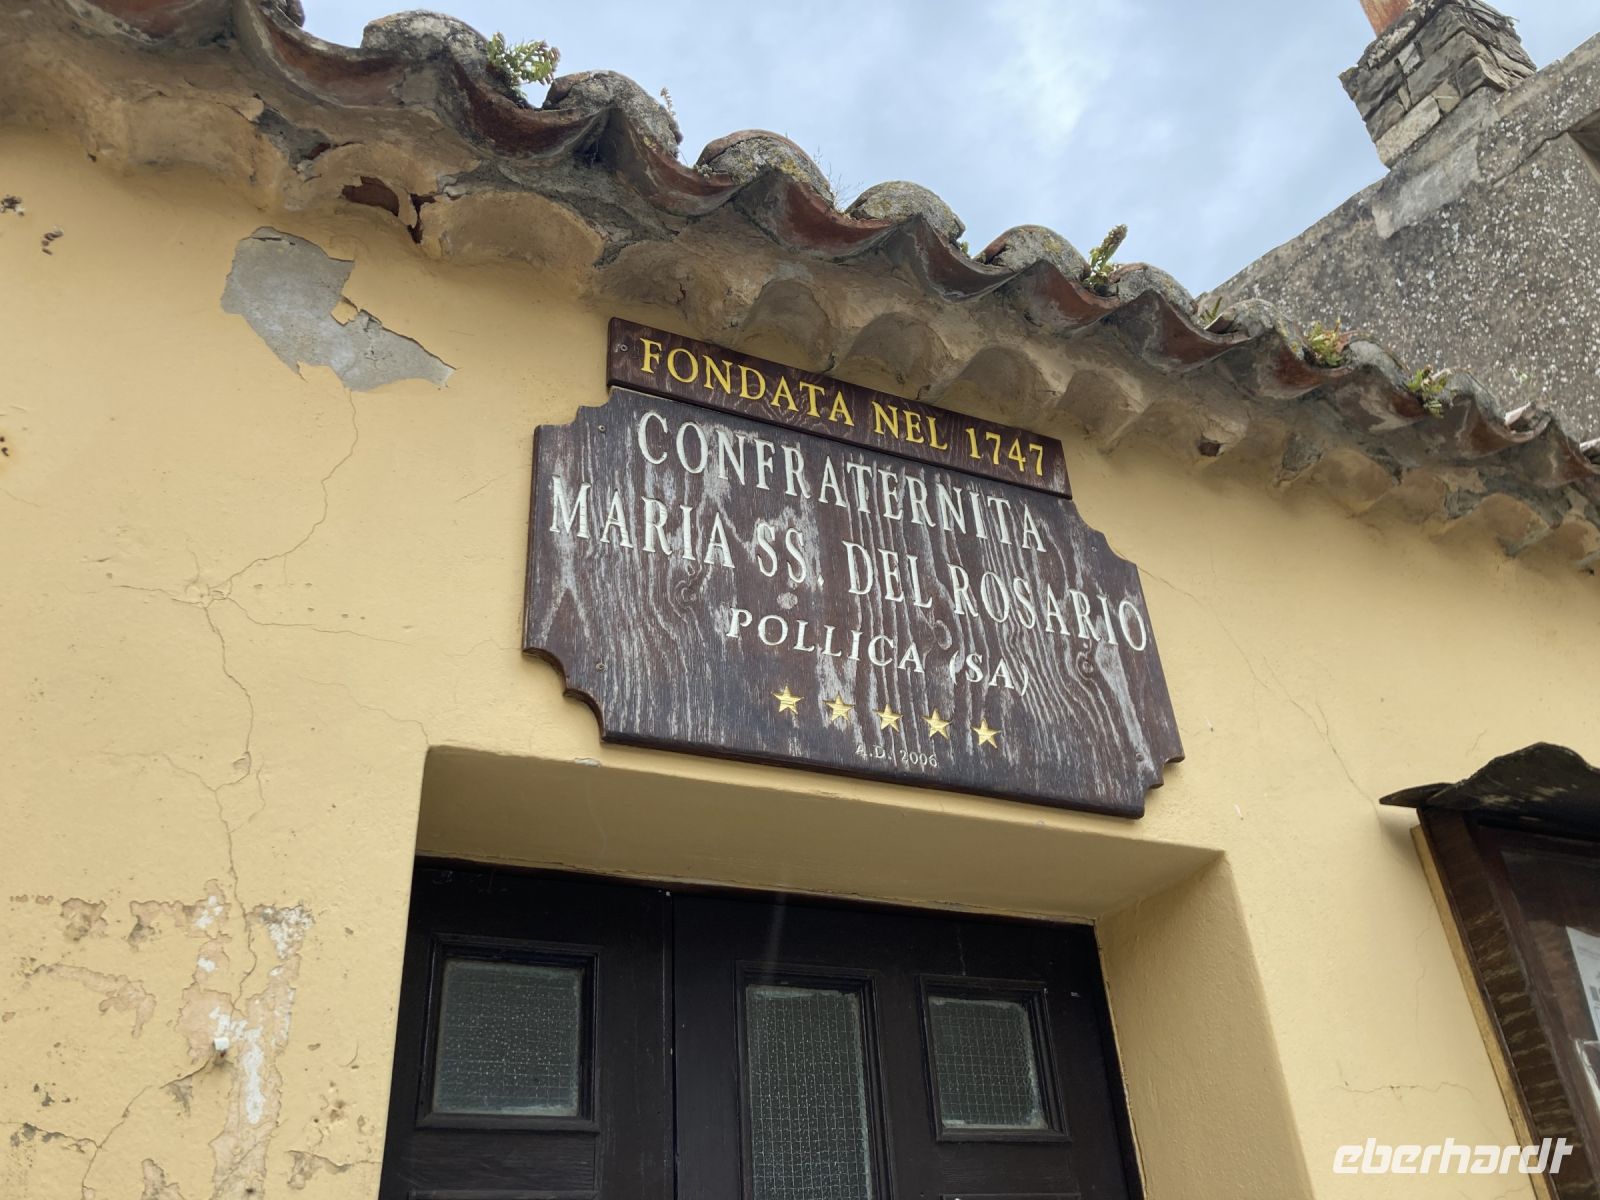 FONDATA NEL 1747
CONFRATERNITA
MARIA SS. DEL ROSARIO
POLLICA (SA)
A.D. 2006
eberhardt